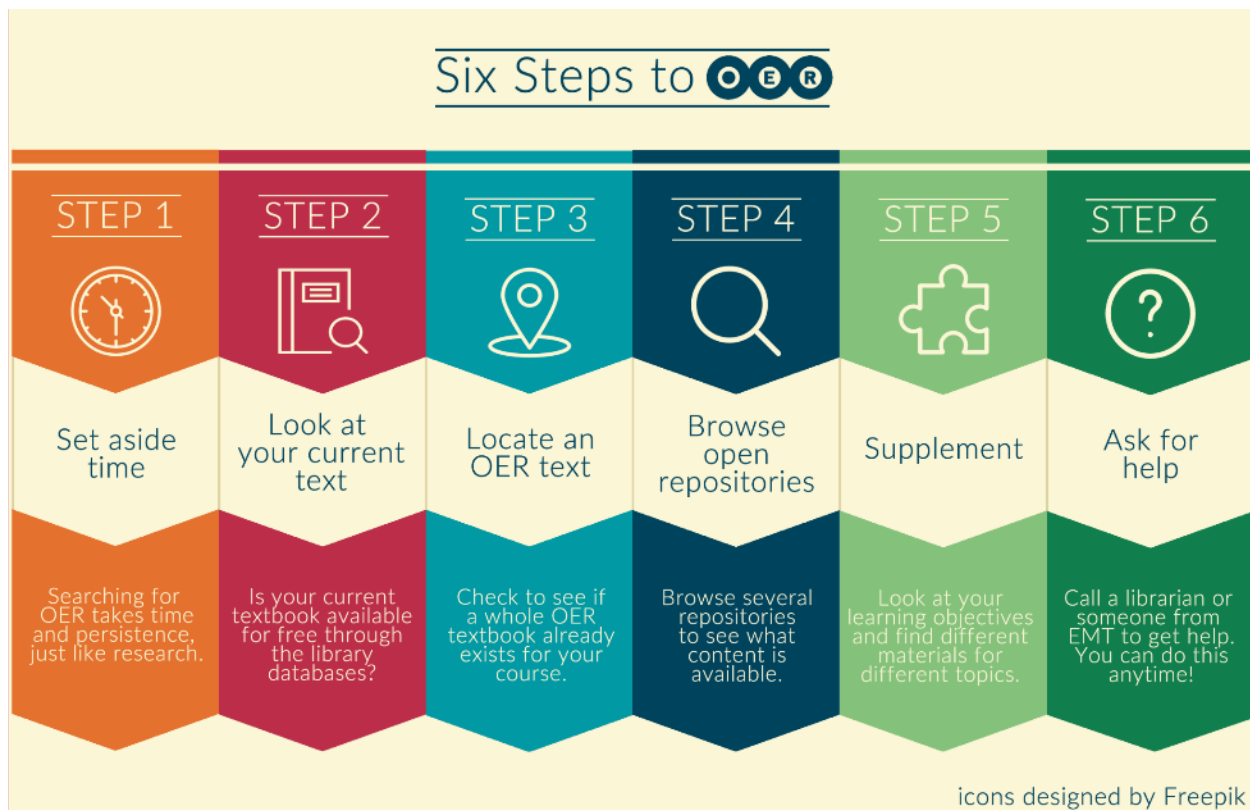 Six Steps to OER
STEP 1
Set aside
time
Searching for
OER takes time
and persistence,
just like research.
STEP 2
Look at
your current
text
Is your current
textbook available
for free through
the library
databases?
STEP 3
Locate an
OER text
Check to see if
a whole OER
textbook already
exists for your
course.
STEP 4
Browse
open
repositories
Browse several
repositories
to see what
content is
available.
STEP 5
Supplement
Look at your
learning objectives
and find different
materials for
different topics.
STEP 6
Ask for
help
Call a librarian or
someone from
EMT to get help.
You can do this
anytime!
icons designed by Freepik